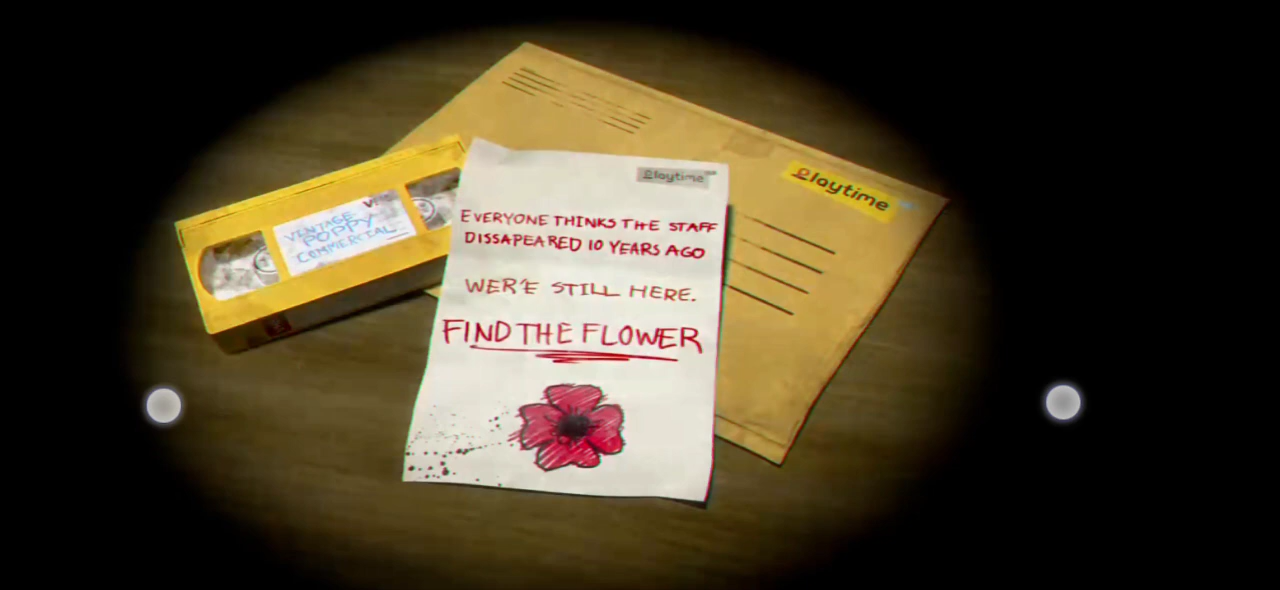 VINTAGE
POPPY
COMMERCIAL
Playtime
EVERYONE THINKS THE STAFF
DISSAPEARED 10 YEARS AGO
WER'E STILL HERE.
FIND THE FLOWER
Playtime